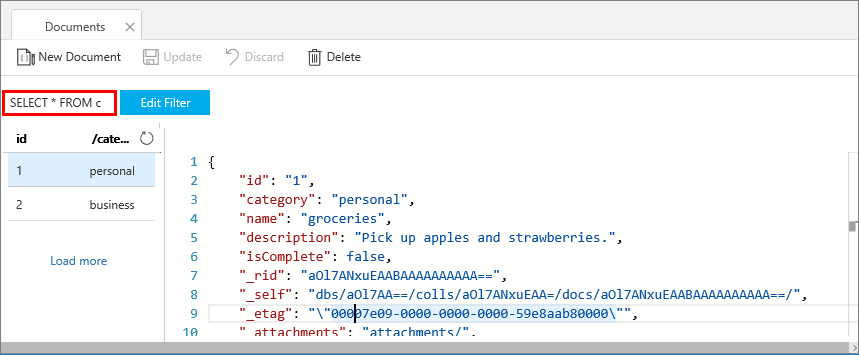 Documents
New Document Update Discard Delete
SELECT * FROM c Edit Filter
id /cate...
1 personal
2 business
Load more
1 {
2 "id": "1",
3 "category": "personal",
4 "name": "groceries",
5 "description": "Pick up apples and strawberries.",
6 "isComplete": false,
7 "_rid": "aOl7ANxuEAABAAAAAAAAAA==",
8 "_self": "dbs/aOl7AA==/colls/aOl7ANxuEAA=/docs/aOl7ANxuEAABAAAAAAAAAA==/",
9 "_etag": "\"00007e09-0000-0000-0000-59e8aab80000\"",
10 "_attachments": "attachments/",